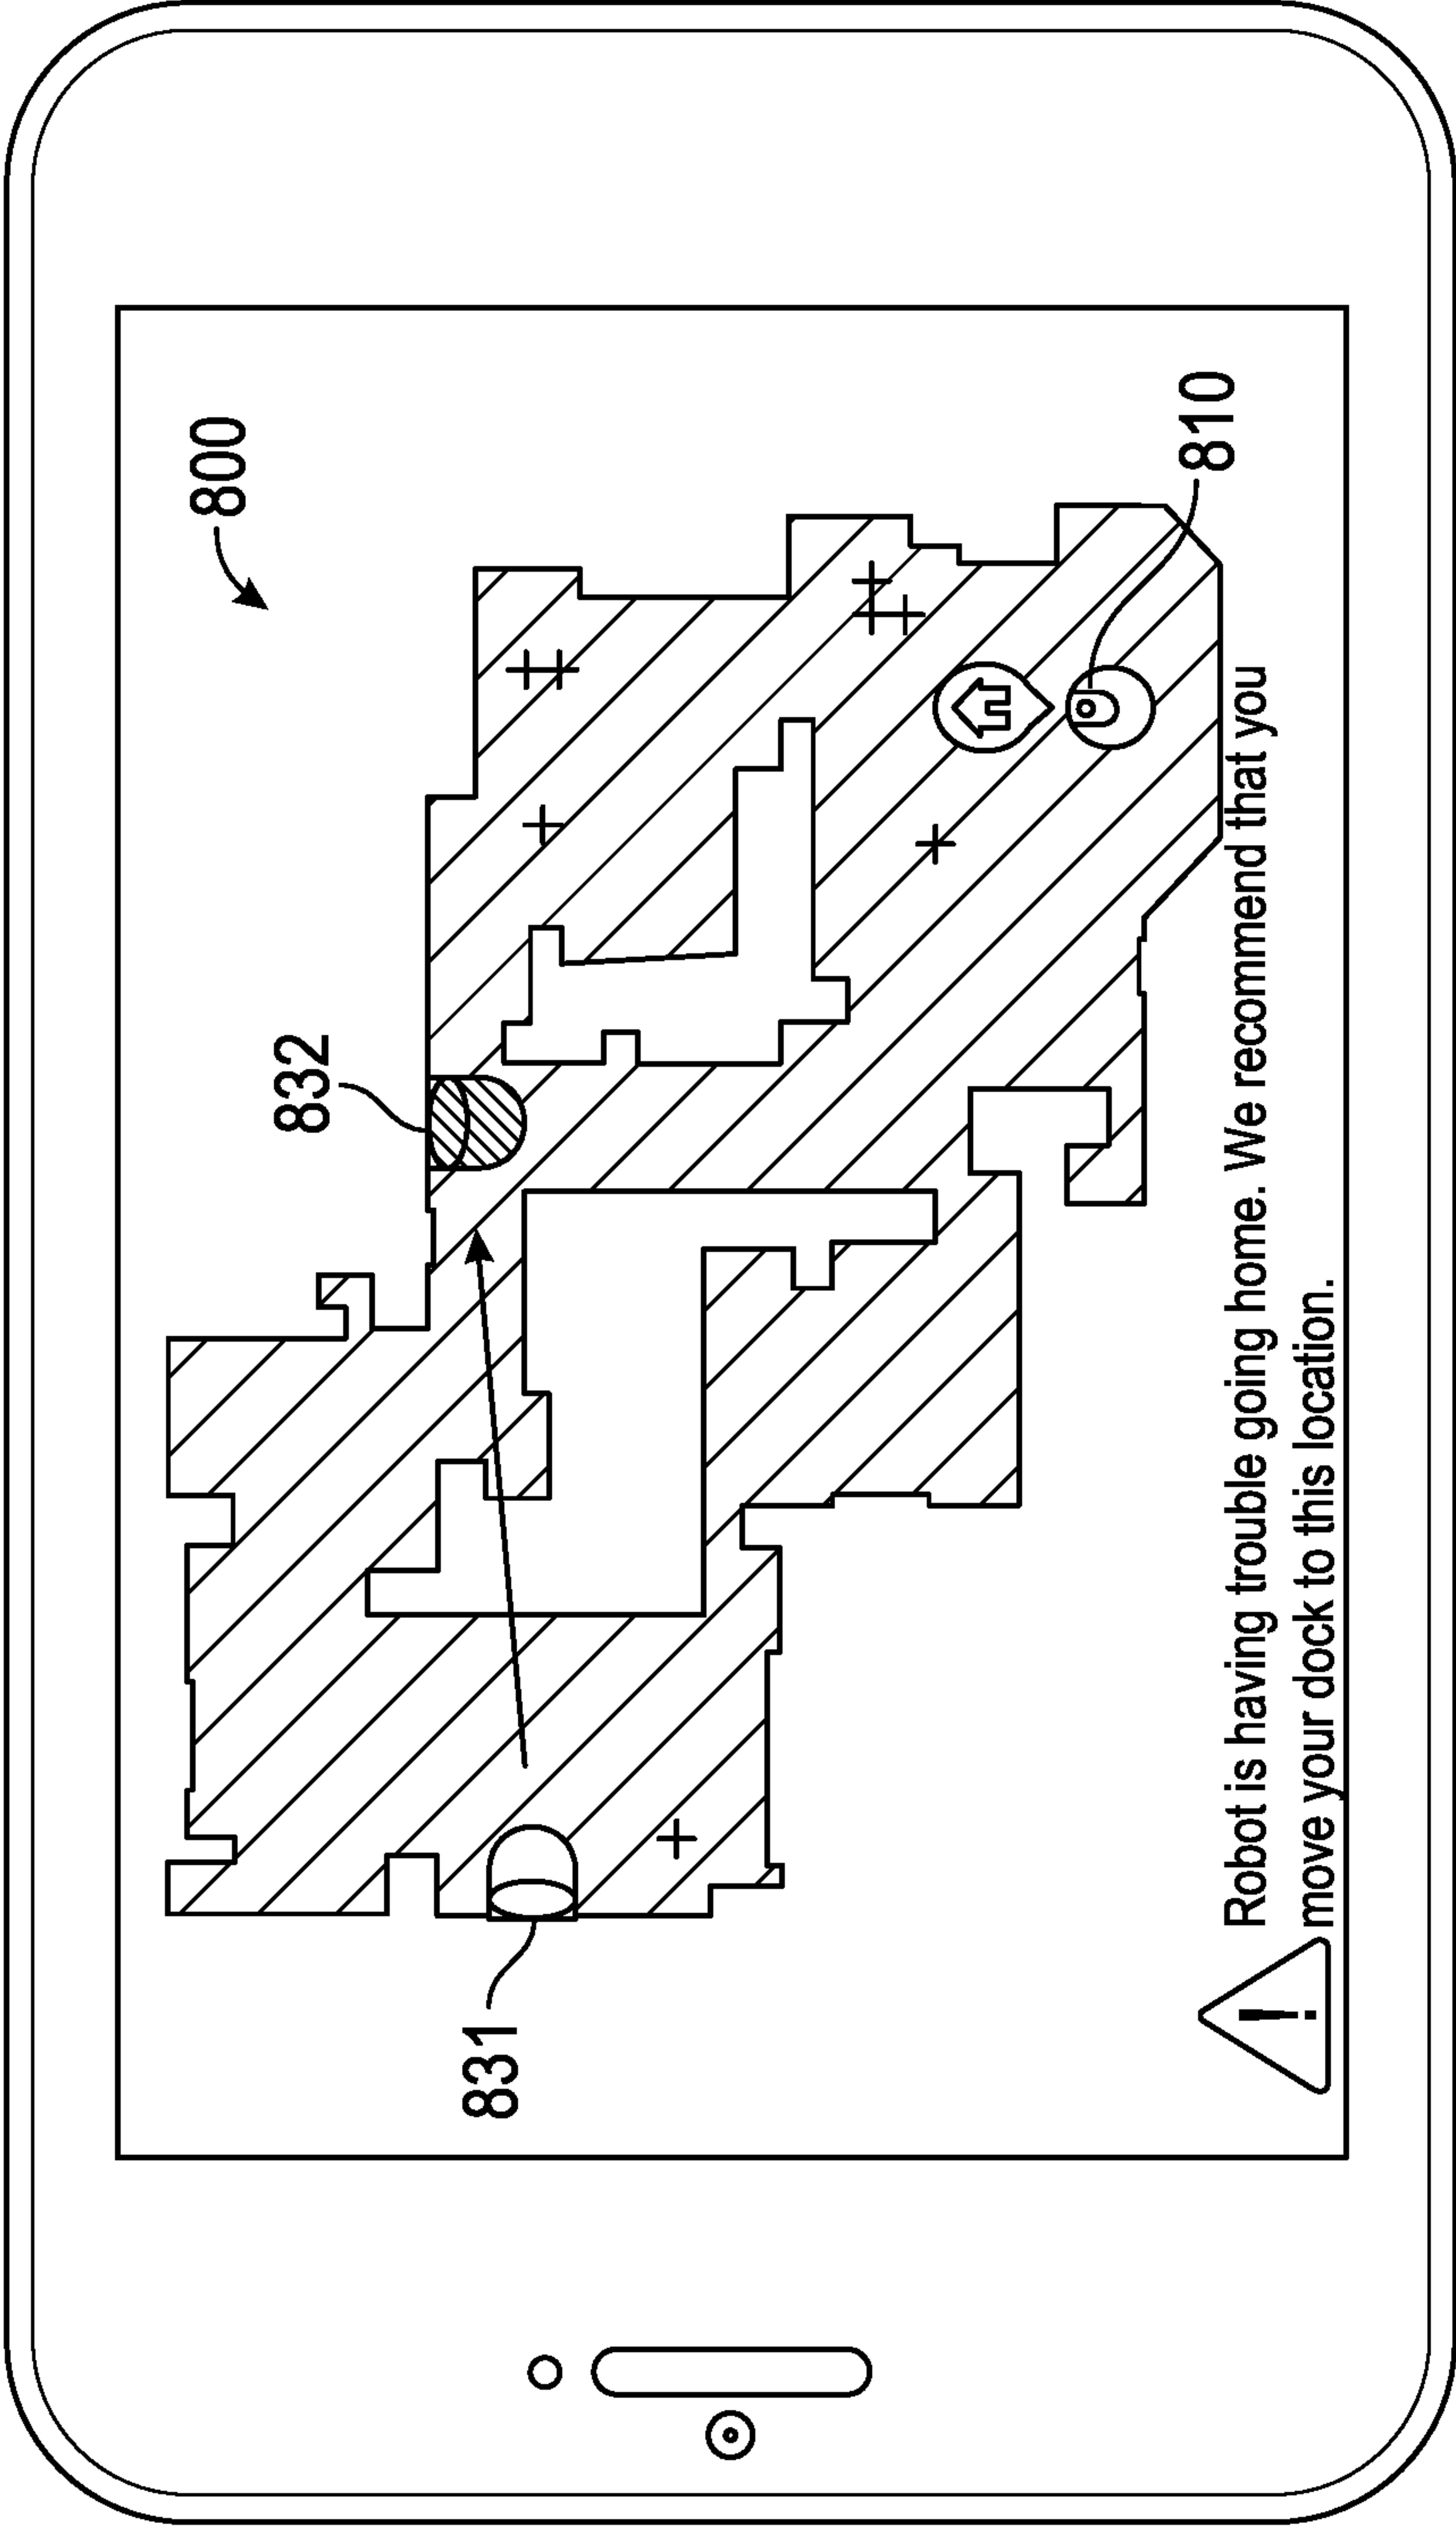 800
832
810
831
Robot is having trouble going home. We recommend that you
move your dock to this location.